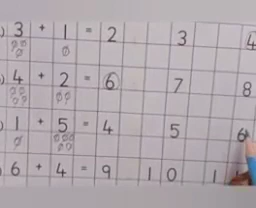 ) 3 + 1 = 2 3 4
) 4 + 2 = 6 7 8
) 1 + 5 = 4 5 6
) 6 + 4 = 9 10 1